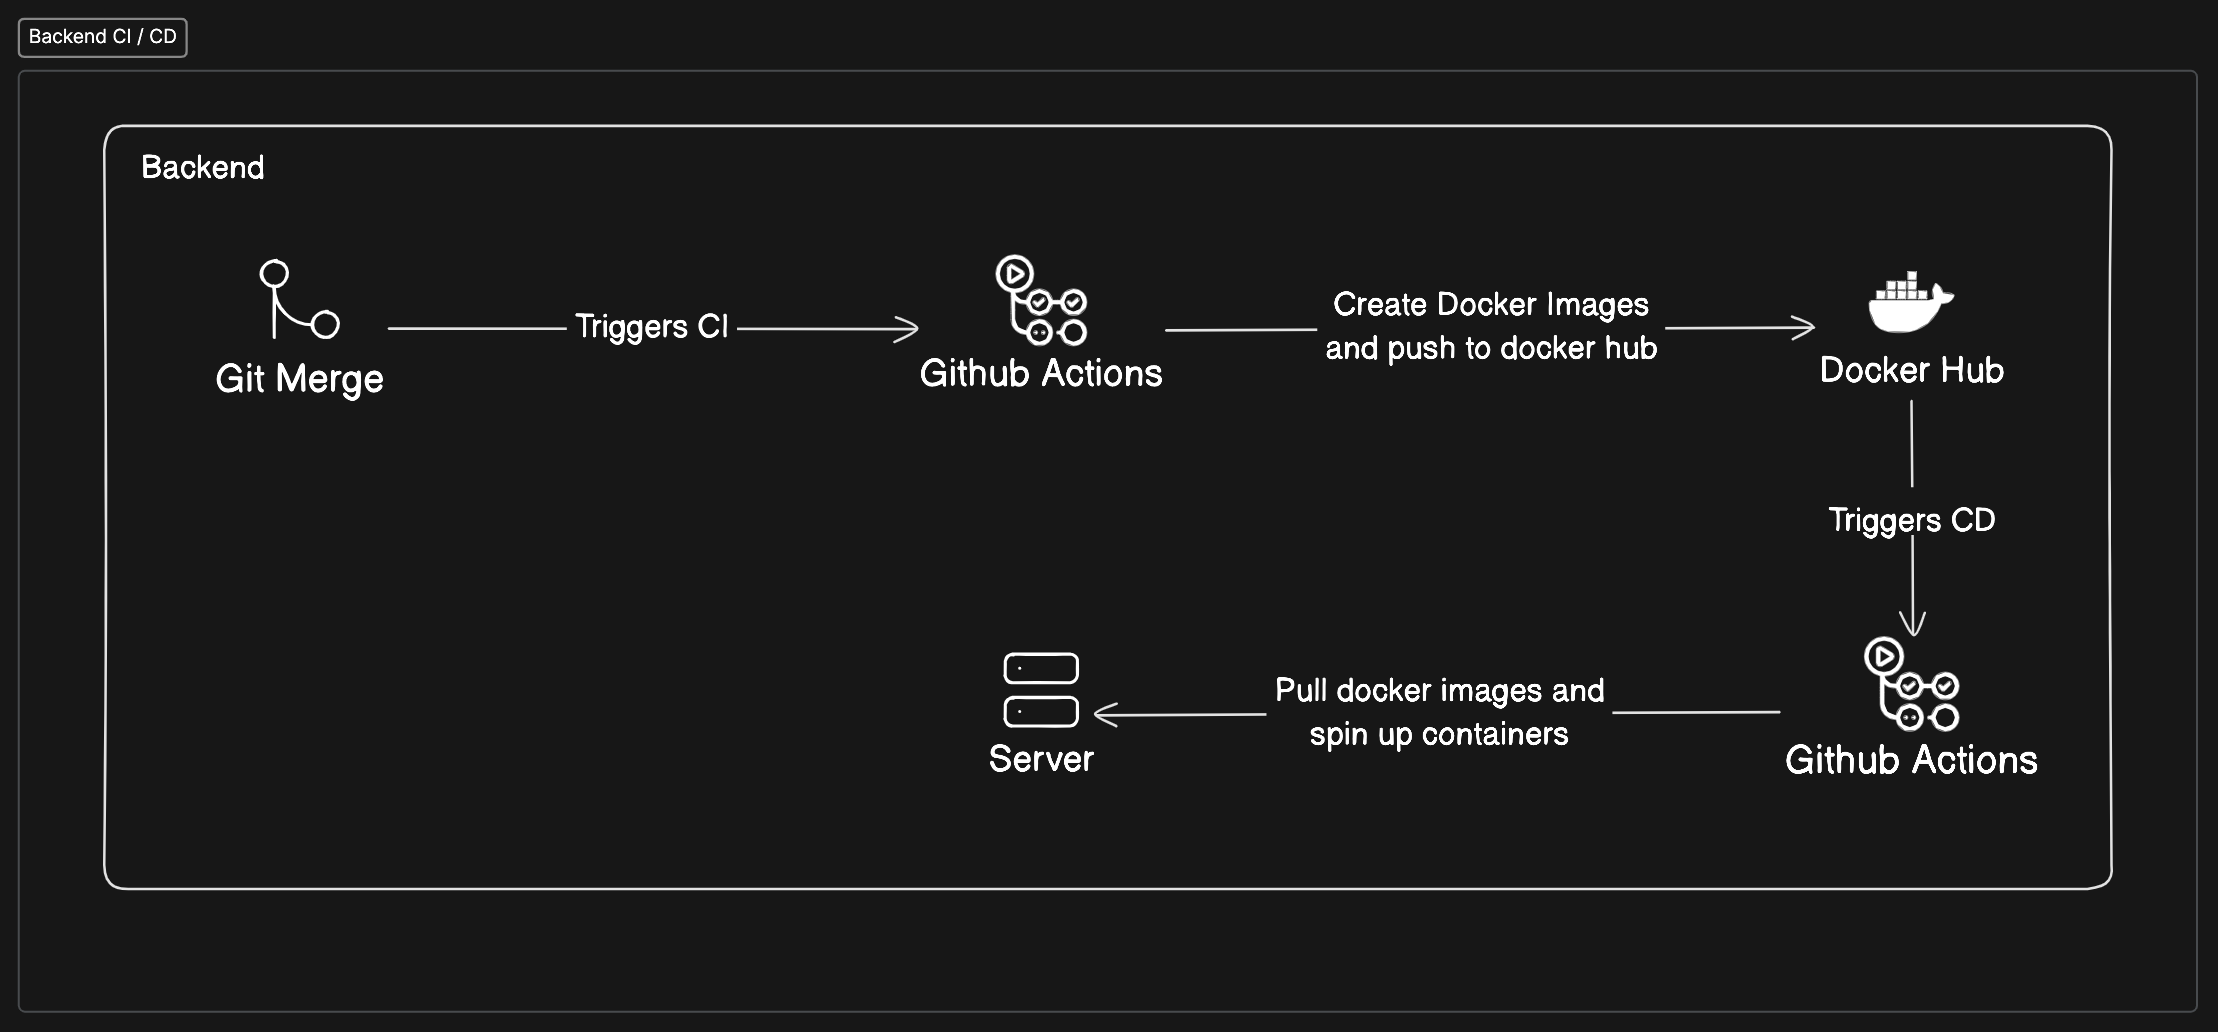 Backend CI / CD
Backend
Git Merge
Triggers CI
Github Actions
Create Docker Images
and push to docker hub
Docker Hub
Triggers CD
Github Actions
Pull docker images and
spin up containers
Server